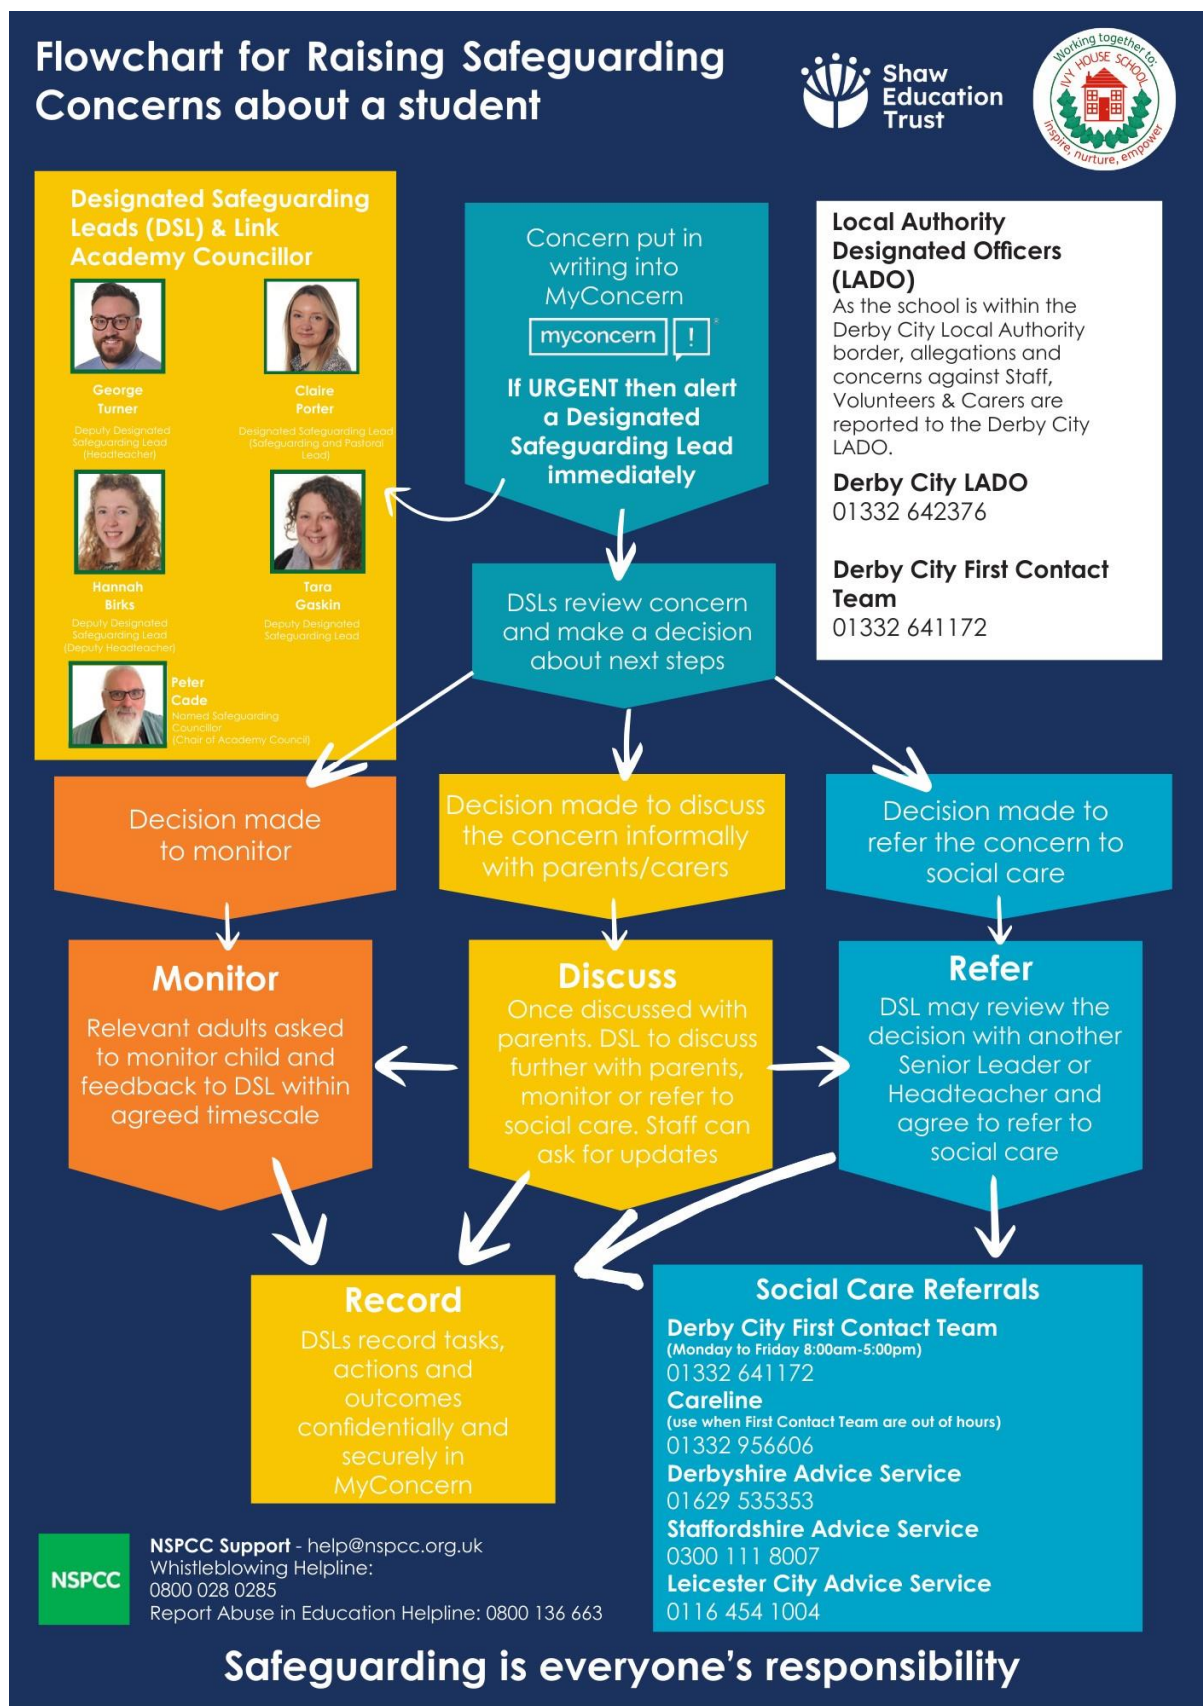 Flowchart for Raising Safeguarding
Concerns about a student
Shaw
Education
Trust
Working together to:
IVY HOUSE SCHOOL
inspire, nurture, empower
Designated Safeguarding
Leads (DSL) & Link
Academy Councillor
George
Turner
Deputy Designated
Safeguarding Lead
(Headteacher)
Claire
Porter
Designated Safeguarding Lead
(Safeguarding and Pastoral
Lead)
Hannah
Birks
Deputy Designated
Safeguarding Lead
(Deputy Headteacher)
Tara
Gaskin
Deputy Designated
Safeguarding Lead
Peter
Cade
Named Safeguarding
Councillor
(Chair of Academy Council)
Concern put in
writing into
MyConcern
myconcern !
If URGENT then alert
a Designated
Safeguarding Lead
immediately
Local Authority
Designated Officers
(LADO)
As the school is within the
Derby City Local Authority
border, allegations and
concerns against Staff,
Volunteers & Carers are
reported to the Derby City
LADO.
Derby City LADO
01332 642376
Derby City First Contact
Team
01332 641172
DSLs review concern
and make a decision
about next steps
Decision made
to monitor
Decision made to discuss
the concern informally
with parents/carers
Decision made to
refer the concern to
social care
Monitor
Relevant adults asked
to monitor child and
feedback to DSL within
agreed timescale
Discuss
Once discussed with
parents. DSL to discuss
further with parents,
monitor or refer to
social care. Staff can
ask for updates
Refer
DSL may review the
decision with another
Senior Leader or
Headteacher and
agree to refer to
social care
Record
DSLs record tasks,
actions and
outcomes
confidentially and
securely in
MyConcern
Social Care Referrals
Derby City First Contact Team
(Monday to Friday 8:00am-5:00pm)
01332 641172
Careline
(use when First Contact Team are out of hours)
01332 956606
Derbyshire Advice Service
01629 535353
Staffordshire Advice Service
0300 111 8007
Leicester City Advice Service
0116 454 1004
NSPCC
NSPCC Support - help@nspcc.org.uk
Whistleblowing Helpline:
0800 028 0285
Report Abuse in Education Helpline: 0800 136 663
Safeguarding is everyone's responsibility